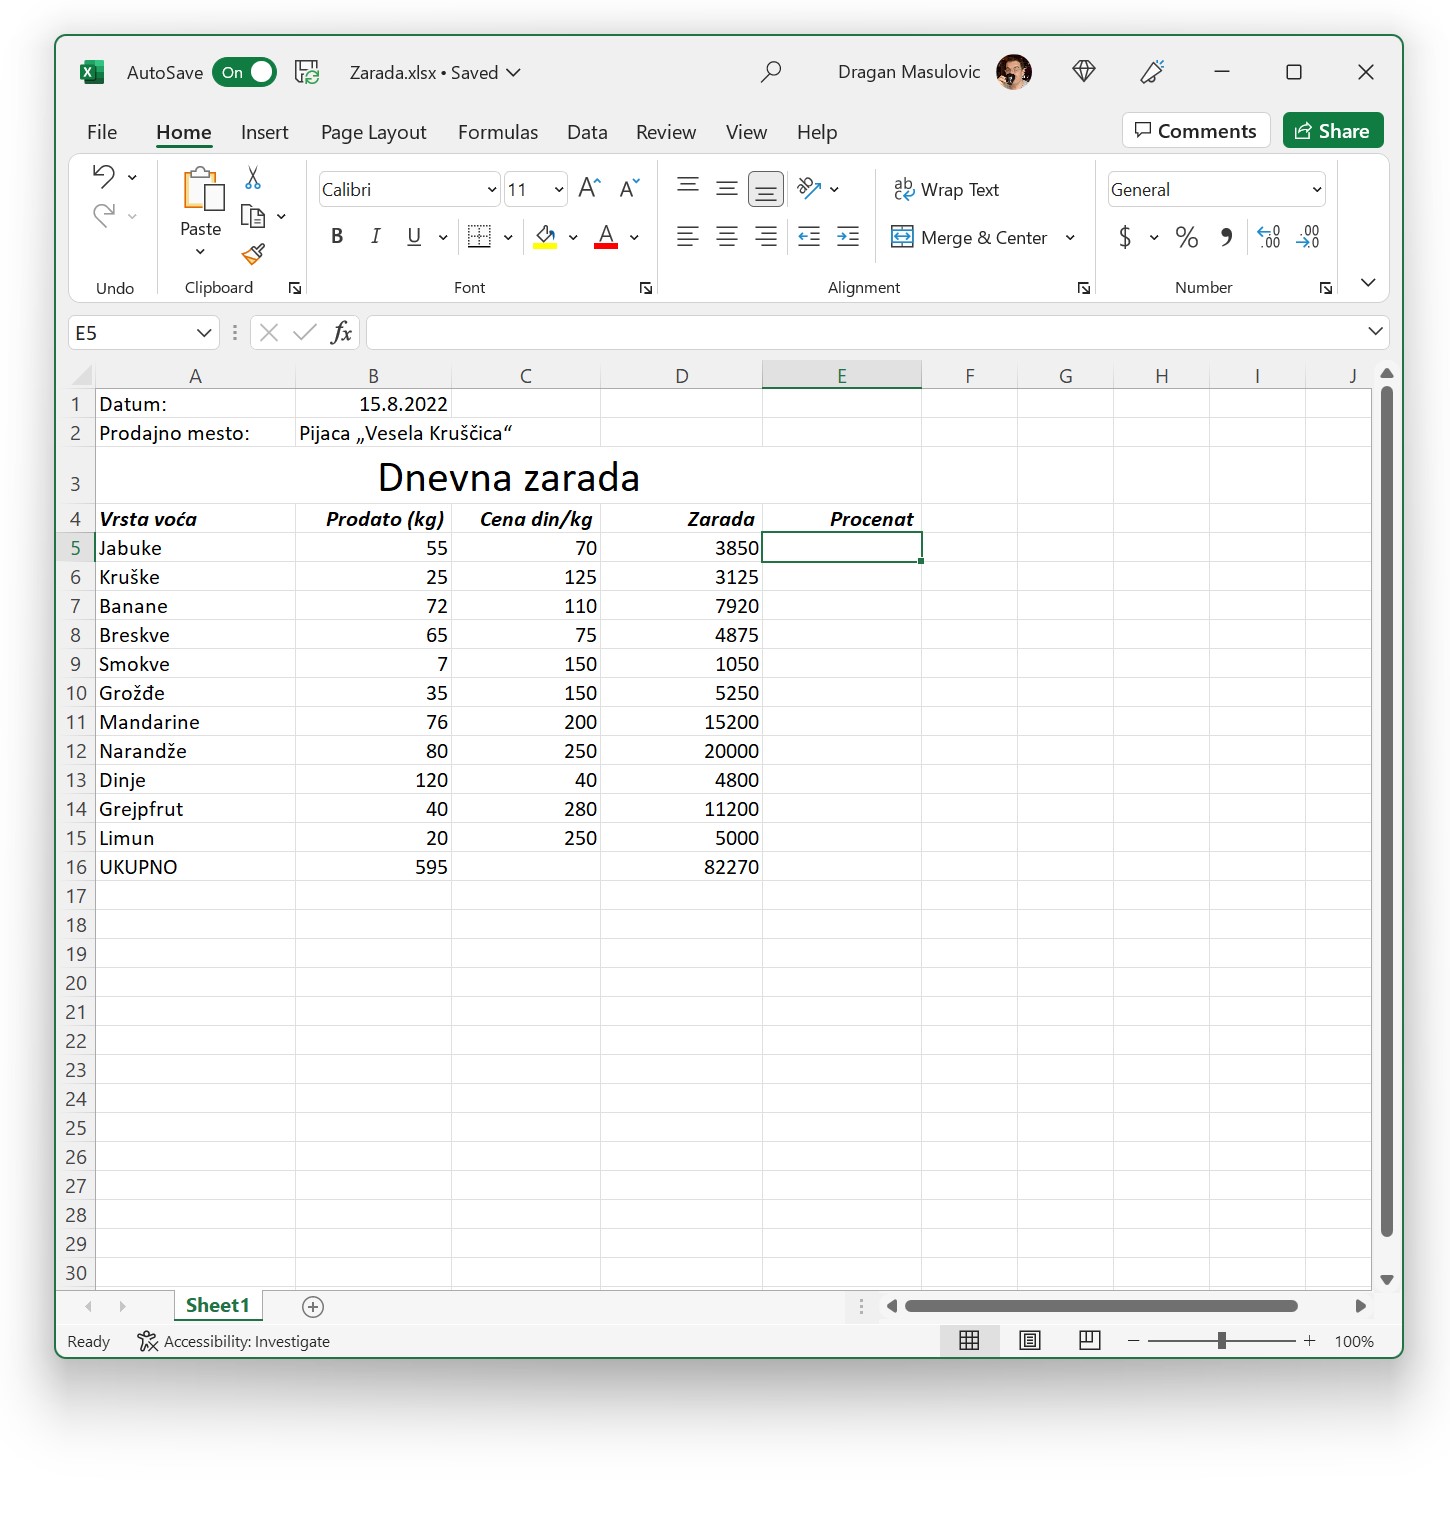 AutoSave On Zarada.xlsx • Saved Dragan Masulovic
File Home Insert Page Layout Formulas Data Review View Help Comments Share
Calibri 11 ab Wrap Text General
Paste B I U A Merge & Center $ % , .00
Undo Clipboard Font Alignment Number
E5 fx
A B C D E F G H I J
1 Datum: 15.8.2022
2 Prodajno mesto: Pijaca „Vesela Kruščica“
3 Dnevna zarada
4 Vrsta voća Prodato (kg) Cena din/kg Zarada Procenat
5 Jabuke 55 70 3850
6 Kruške 25 125 3125
7 Banane 72 110 7920
8 Breskve 65 75 4875
9 Smokve 7 150 1050
10 Grožđe 35 150 5250
11 Mandarine 76 200 15200
12 Narandže 80 250 20000
13 Dinje 120 40 4800
14 Grejpfrut 40 280 11200
15 Limun 20 250 5000
16 UKUPNO 595 82270
17
18
19
20
21
22
23
24
25
26
27
28
29
30
Sheet1
Ready Accessibility: Investigate 100%